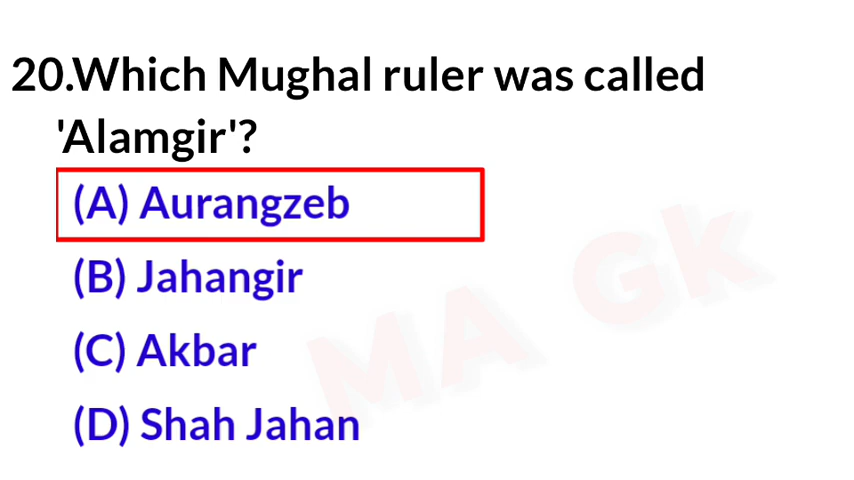 20.Which Mughal ruler was called
'Alamgir'?
(A) Aurangzeb
(B) Jahangir
(C) Akbar
(D) Shah Jahan
MA Gk